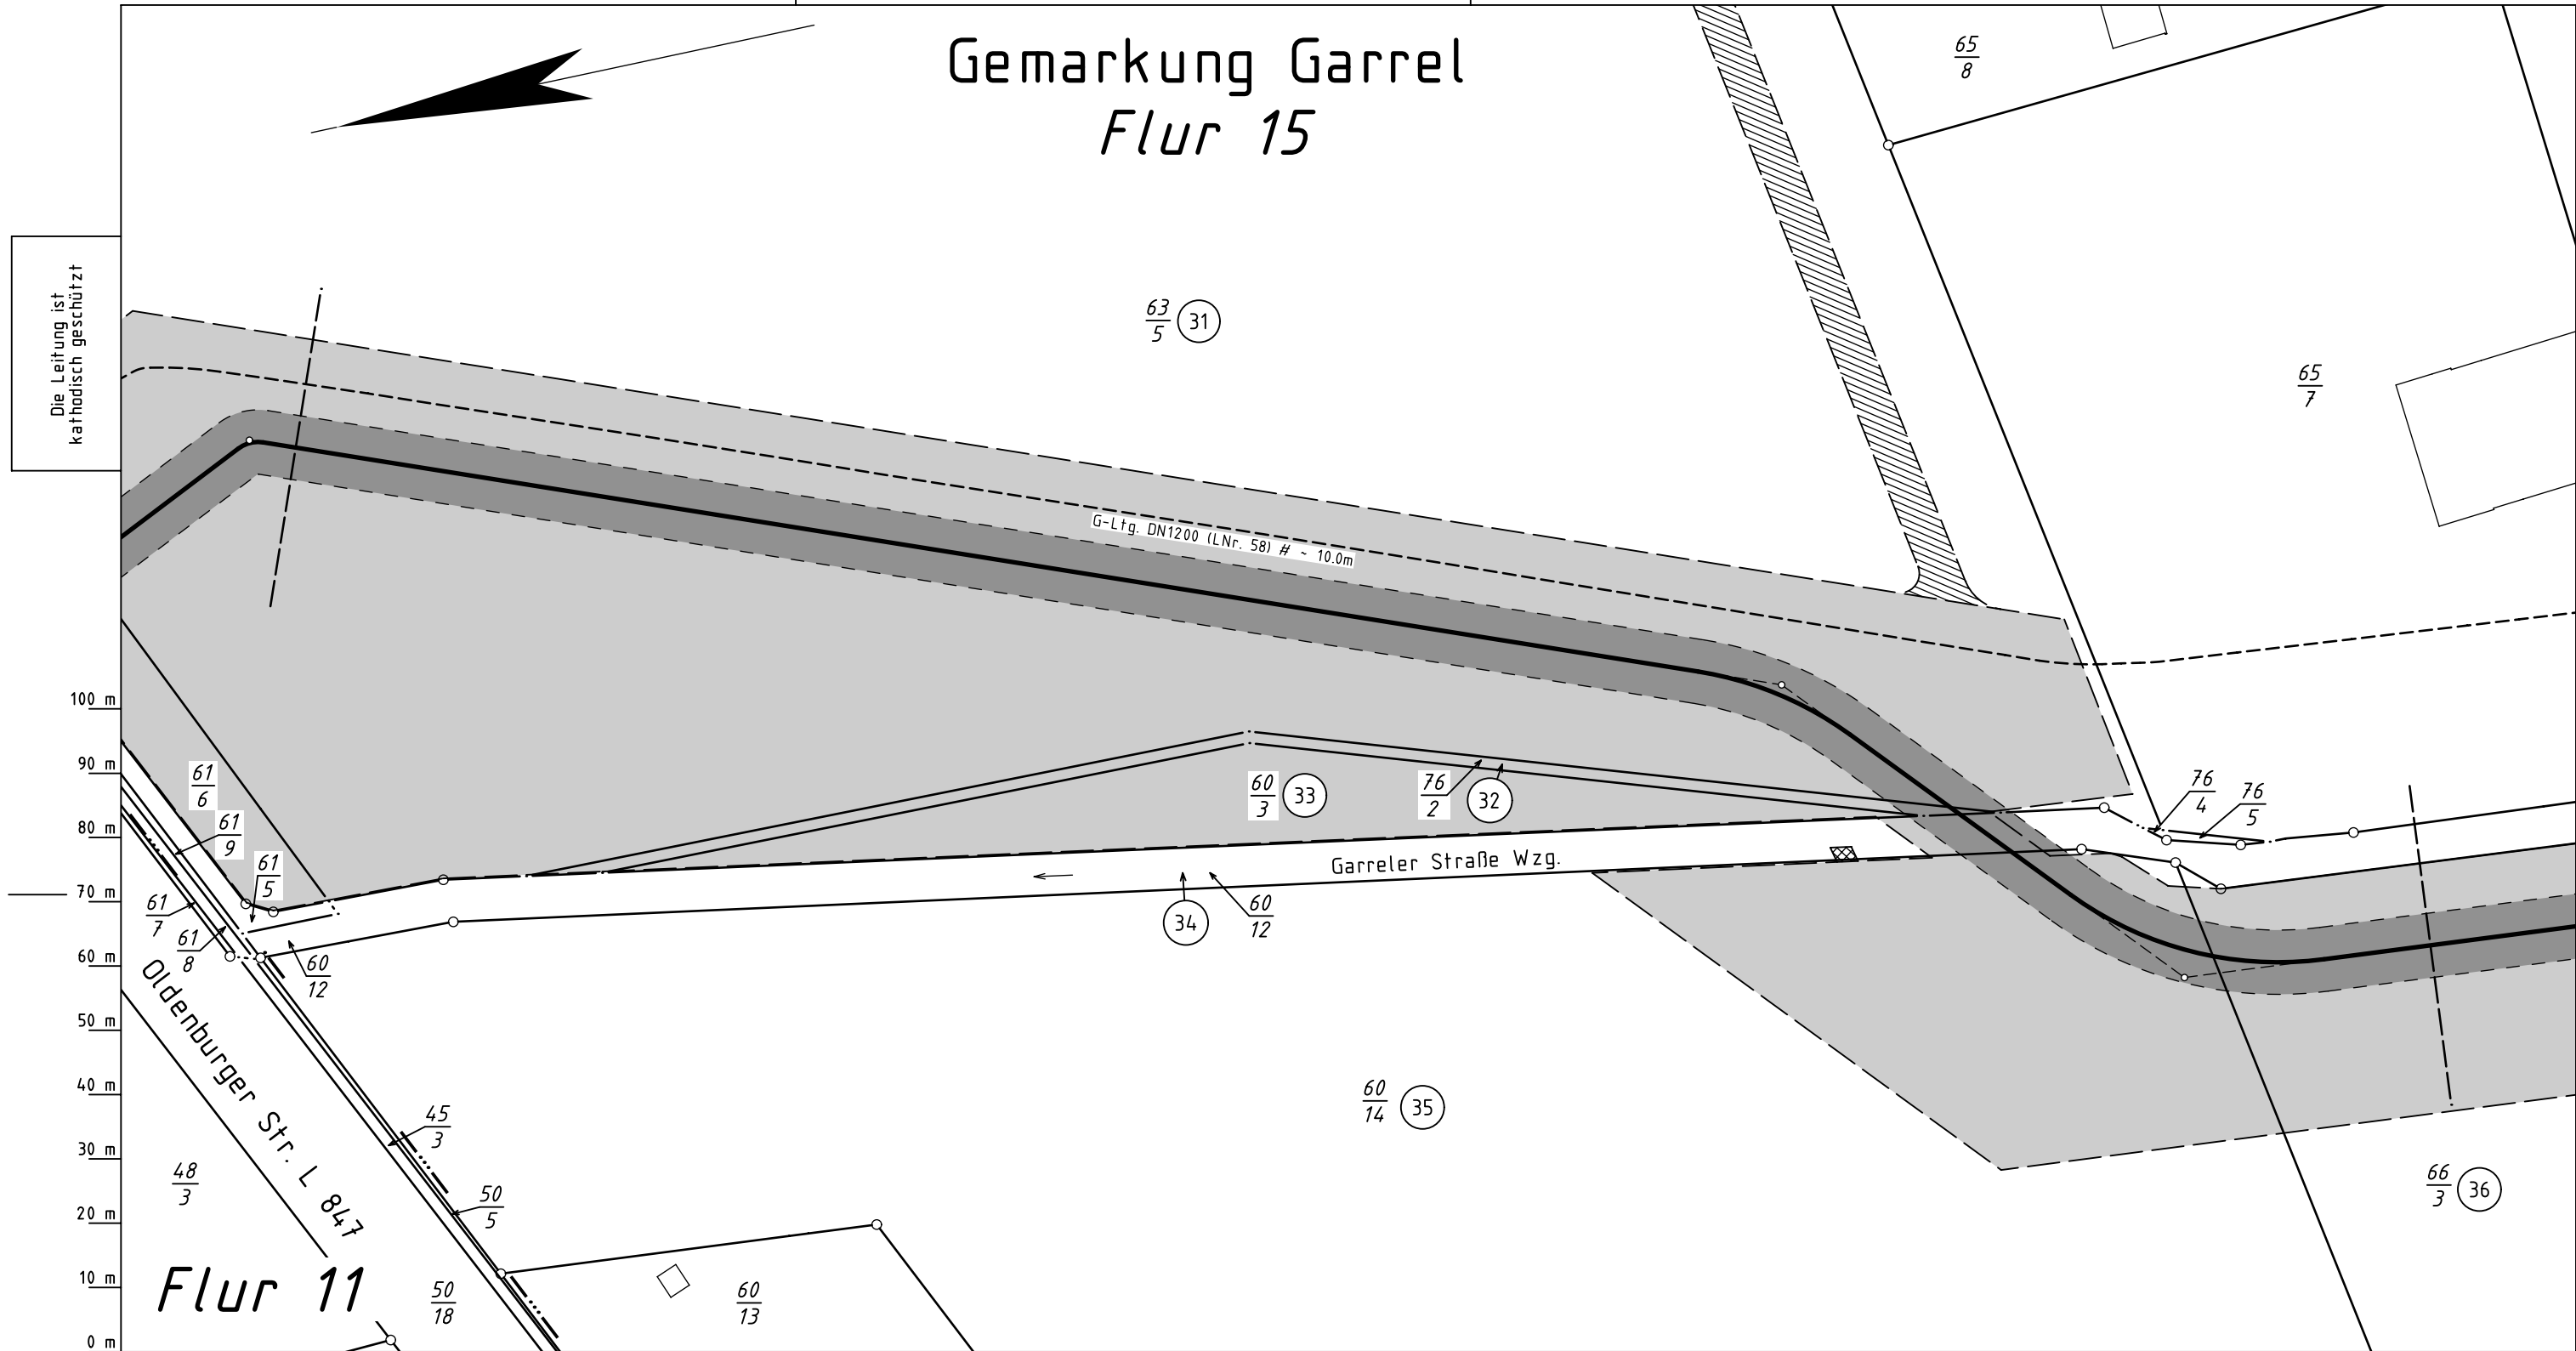 Gemarkung Garrel
Flur 15
65
8
Die Leitung ist
kathodisch geschützt
63
5
31
65
7
G-Ltg. DN1200 (LNr. 58) # ~ 10.0m
100 m
90 m
80 m
70 m
60 m
50 m
40 m
30 m
20 m
10 m
0 m
61
6
61
9
61
5
61
7
61
8
60
12
60
3
33
76
2
32
76
4
76
5
Garreler Straße Wzg.
34
60
12
Oldenburger Str. L 847
45
3
48
3
50
5
60
14
35
66
3
36
Flur 11
50
18
60
13